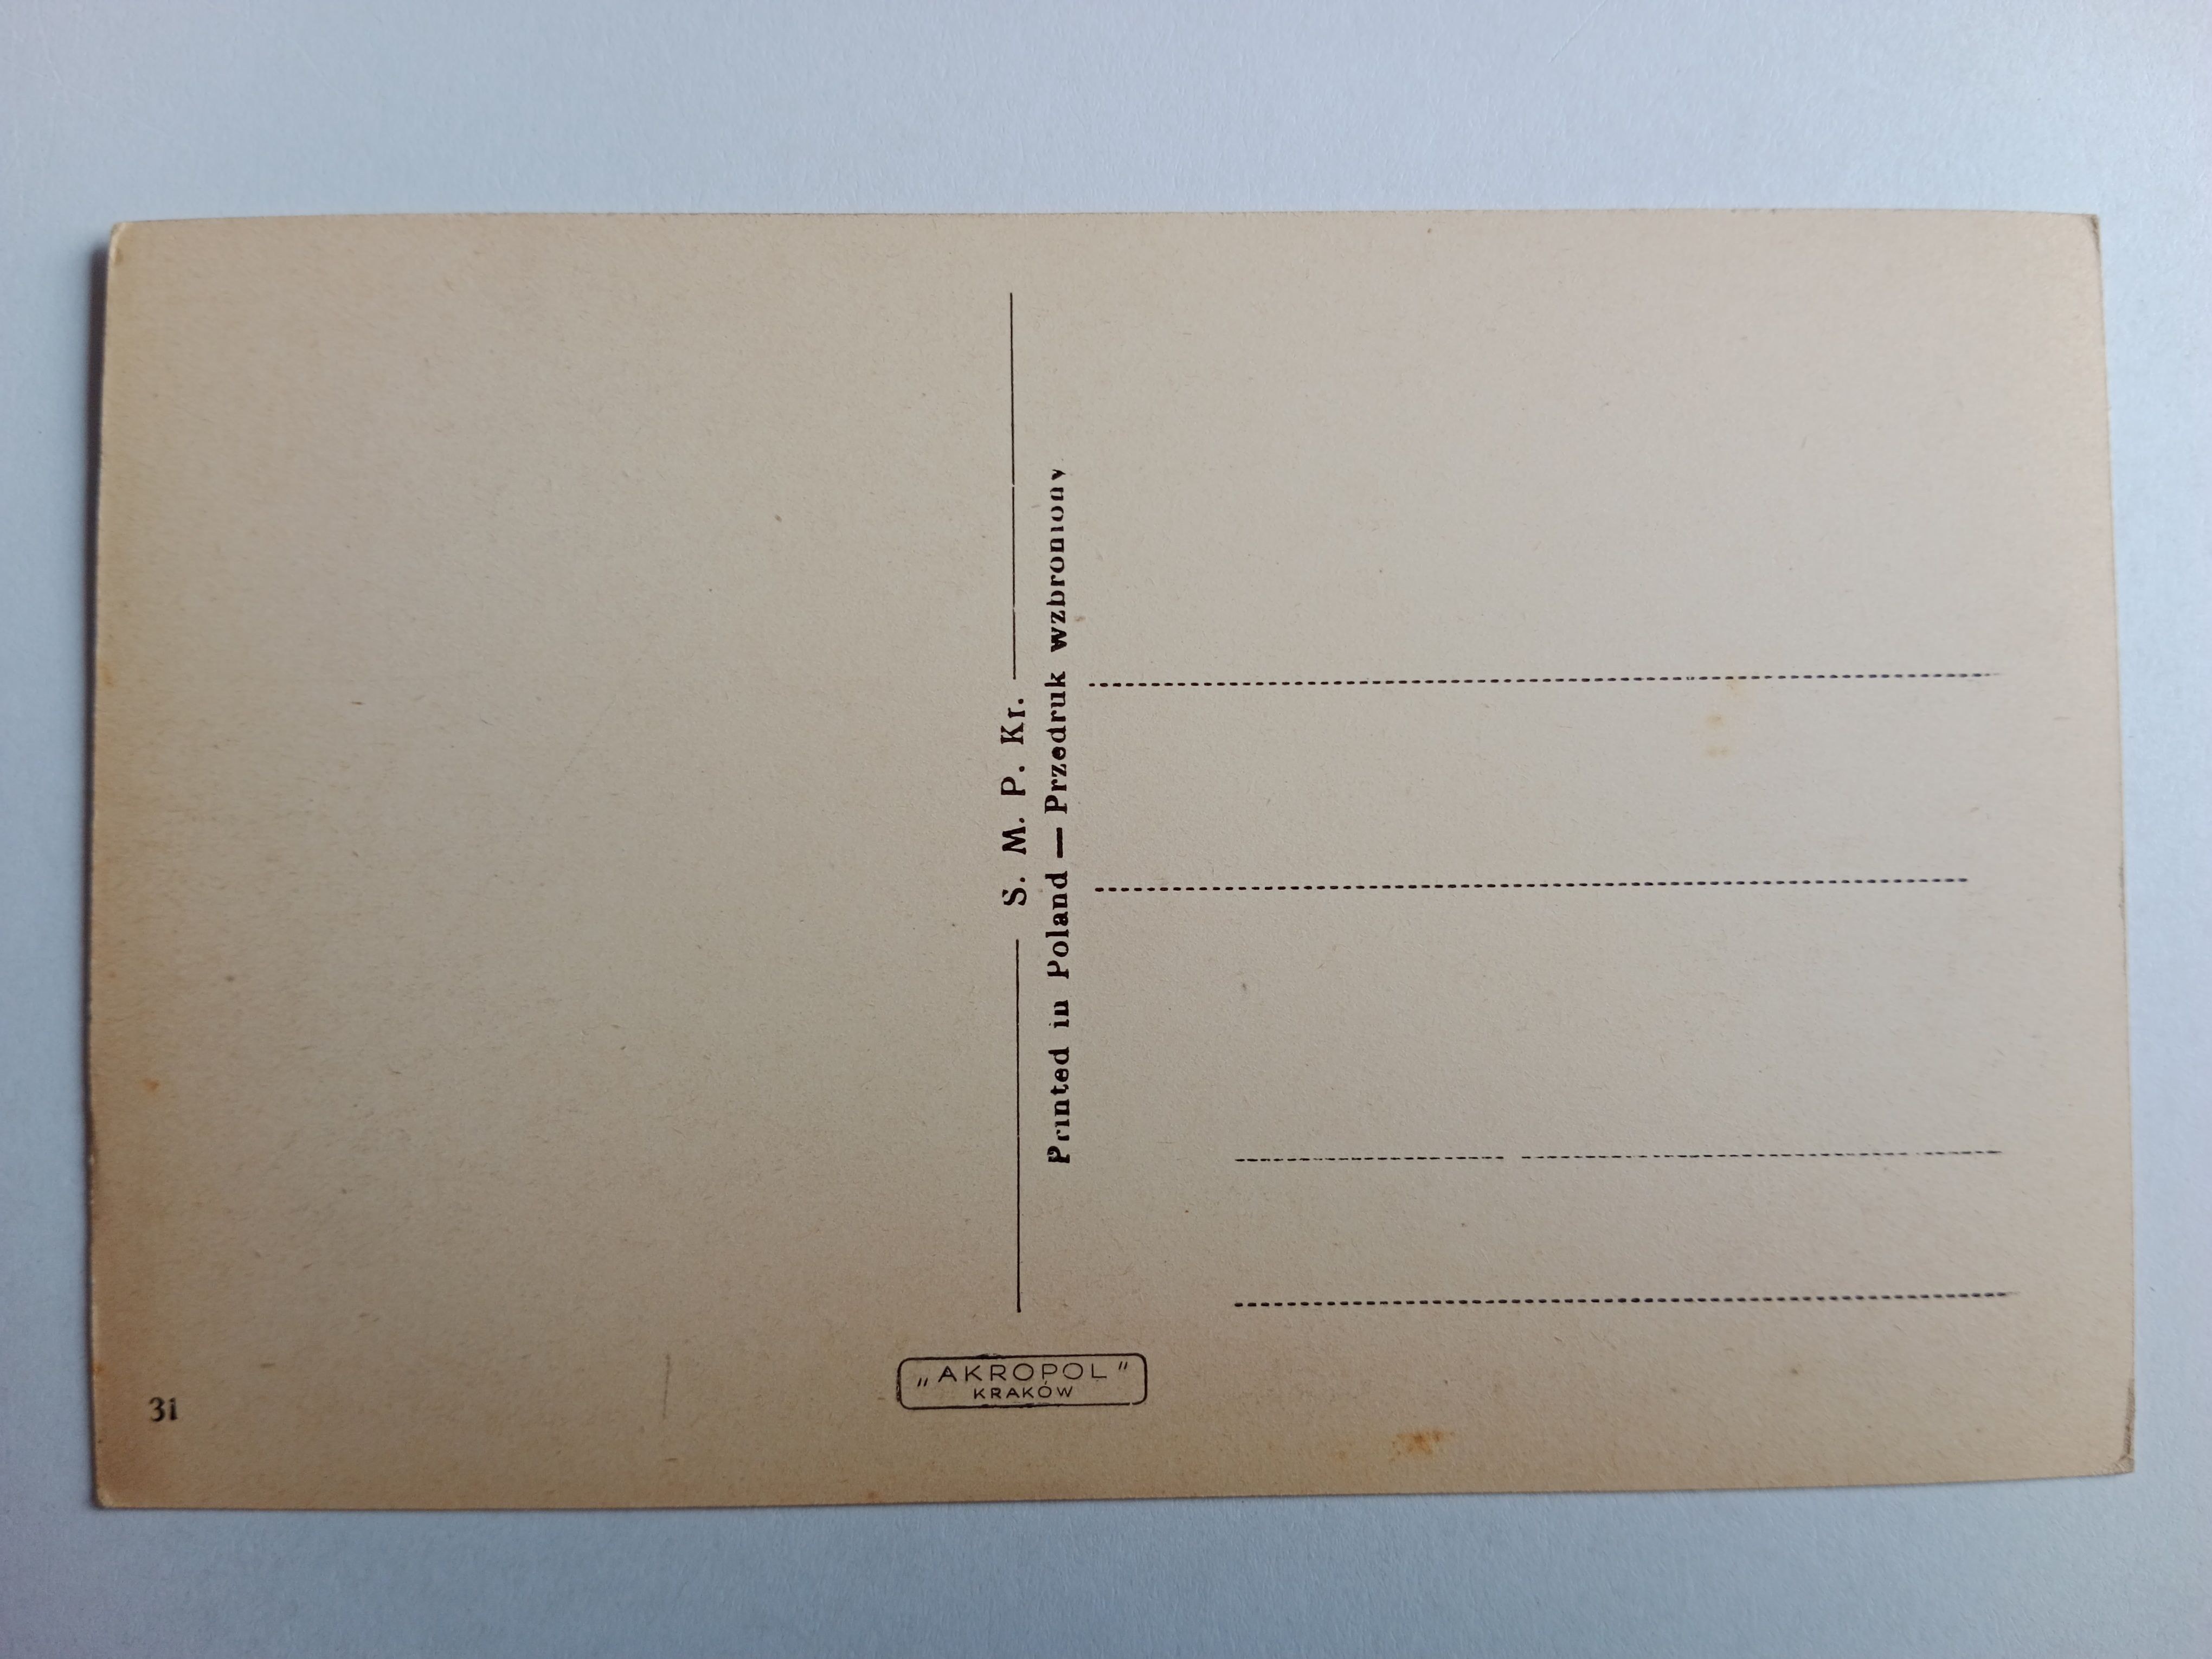 S. M. P. Kr.
Printed in Poland — Przedruk wzbroniony
„AKROPOL"
KRAKÓW
31